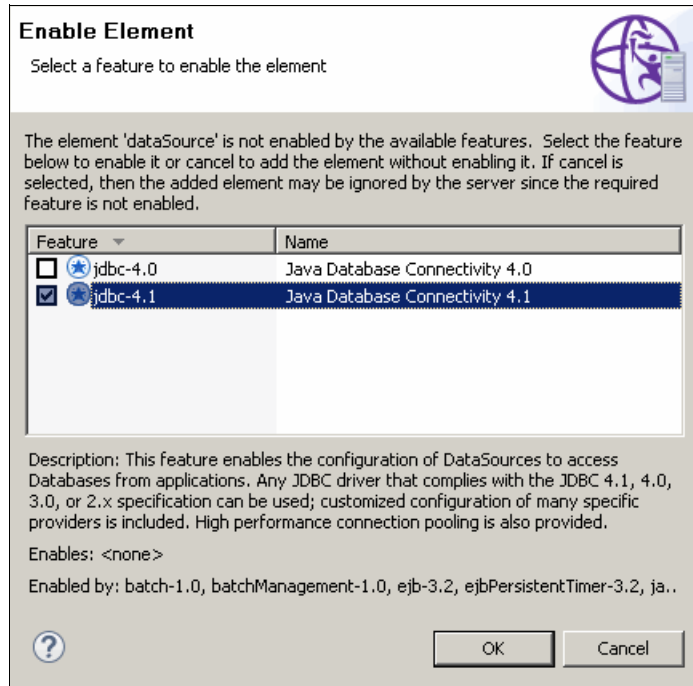 Enable Element
Select a feature to enable the element
The element 'dataSource' is not enabled by the available features. Select the feature
below to enable it or cancel to add the element without enabling it. If cancel is
selected, then the added element may be ignored by the server since the required
feature is not enabled.
Feature Name
jdbc-4.0 Java Database Connectivity 4.0
jdbc-4.1 Java Database Connectivity 4.1
Description: This feature enables the configuration of DataSources to access
Databases from applications. Any JDBC driver that complies with the JDBC 4.1, 4.0,
3.0, or 2.x specification can be used; customized configuration of many specific
providers is included. High performance connection pooling is also provided.
Enables: <none>
Enabled by: batch-1.0, batchManagement-1.0, ejb-3.2, ejbPersistentTimer-3.2, ja..
? OK Cancel